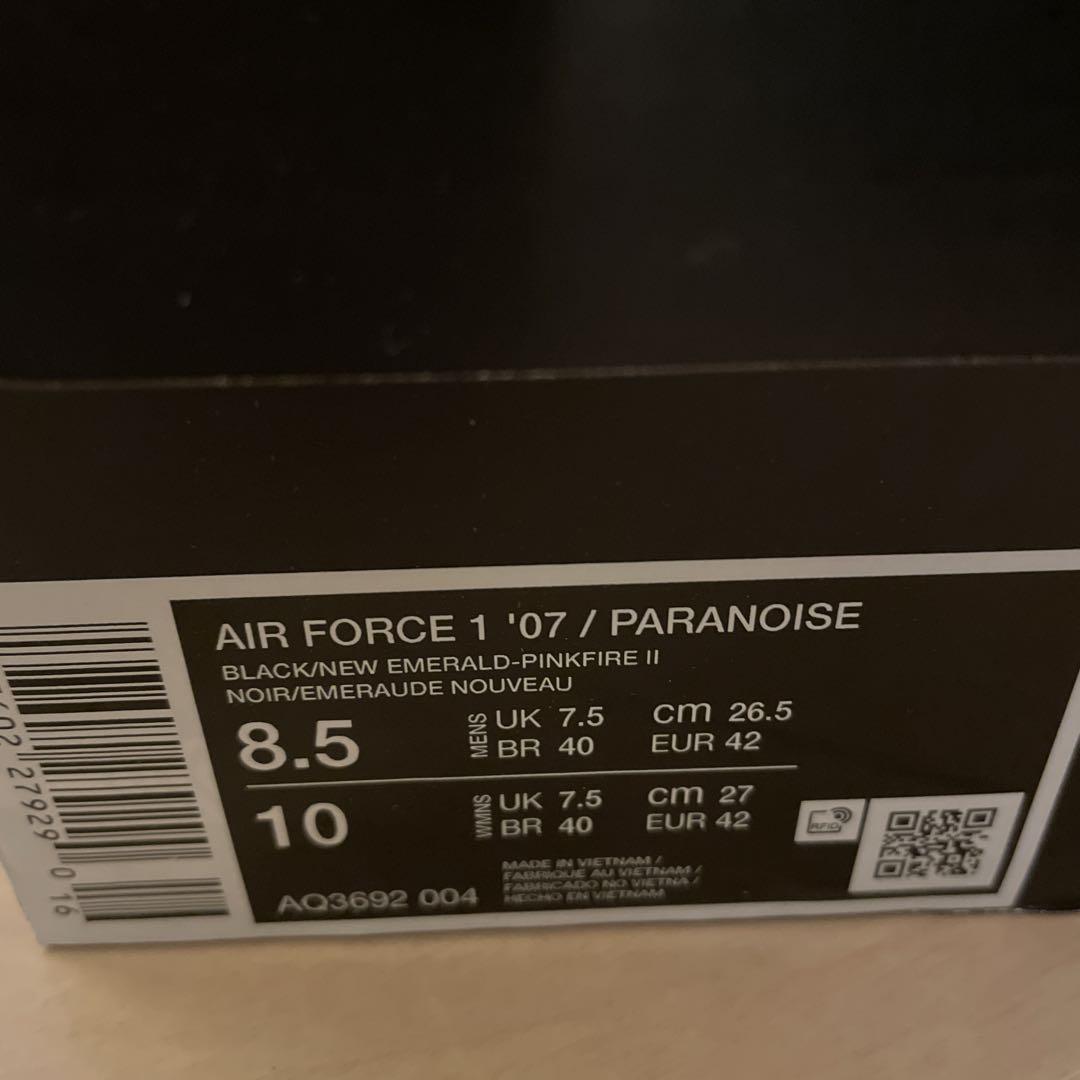 AIR FORCE 1 '07 / PARANOISE
BLACK/NEW EMERALD-PINKFIRE II
NOIR/EMERAUDE NOUVEAU
8.5 MENS UK 7.5 cm 26.5
BR 40 EUR 42
10 WMNS UK 7.5 cm 27
BR 40 EUR 42
RFID
AQ3692 004
MADE IN VIETNAM /
FABRIQUE AU VIETNAM /
FABRICADO NO VIETNA /
HECHO EN VIETNAM
27929 0 16